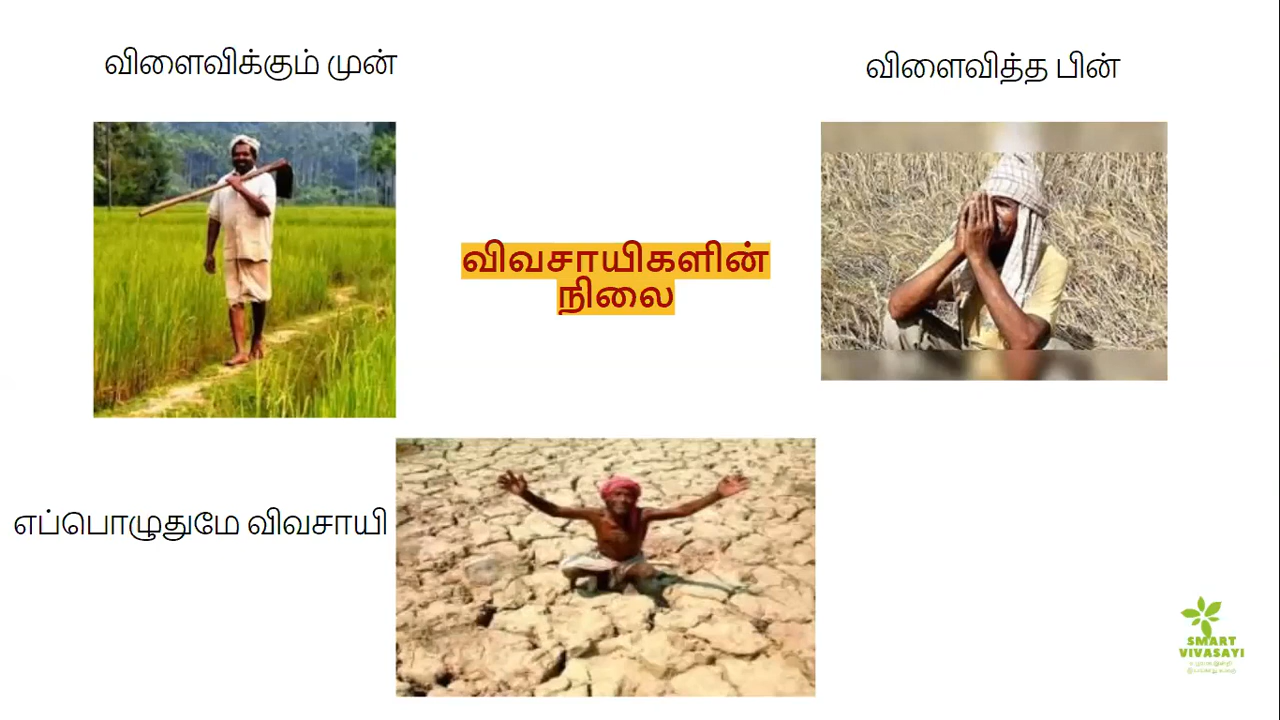 விளைவிக்கும் முன்
விளைவித்த பின்
விவசாயிகளின்
நிலை
எப்பொழுதுமே விவசாயி
SMART
VIVASAYI